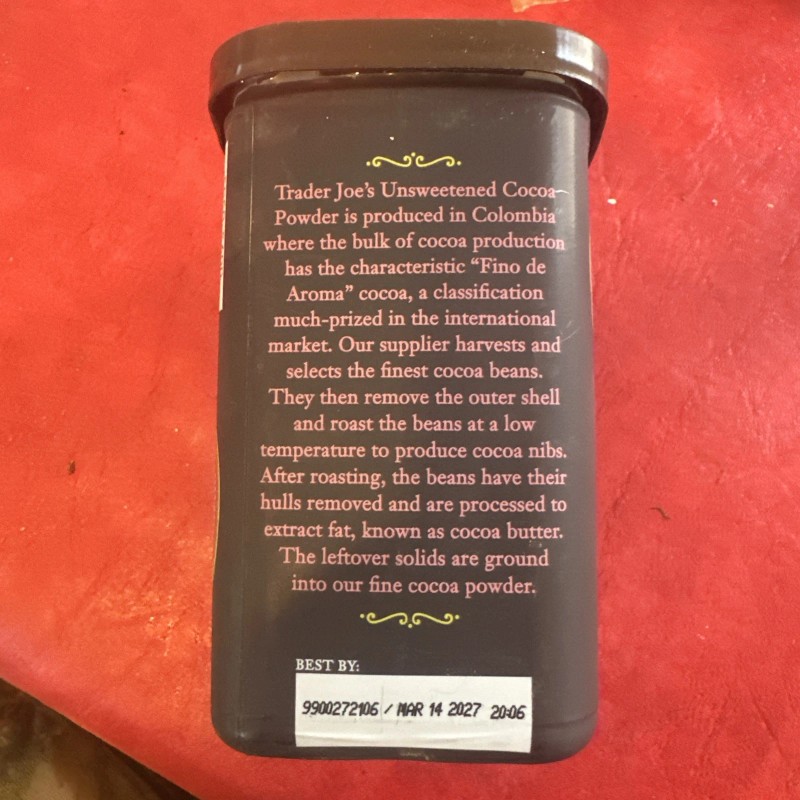 Trader Joe's Unsweetened Cocoa
Powder is produced in Colombia
where the bulk of cocoa production
has the characteristic “Fino de
Aroma” cocoa, a classification
much-prized in the international
market. Our supplier harvests and
selects the finest cocoa beans.
They then remove the outer shell
and roast the beans at a low
temperature to produce cocoa nibs.
After roasting, the beans have their
hulls removed and are processed to
extract fat, known as cocoa butter.
The leftover solids are ground
into our fine cocoa powder.
BEST BY:
9900272106 / MAR 14 2027 20:06